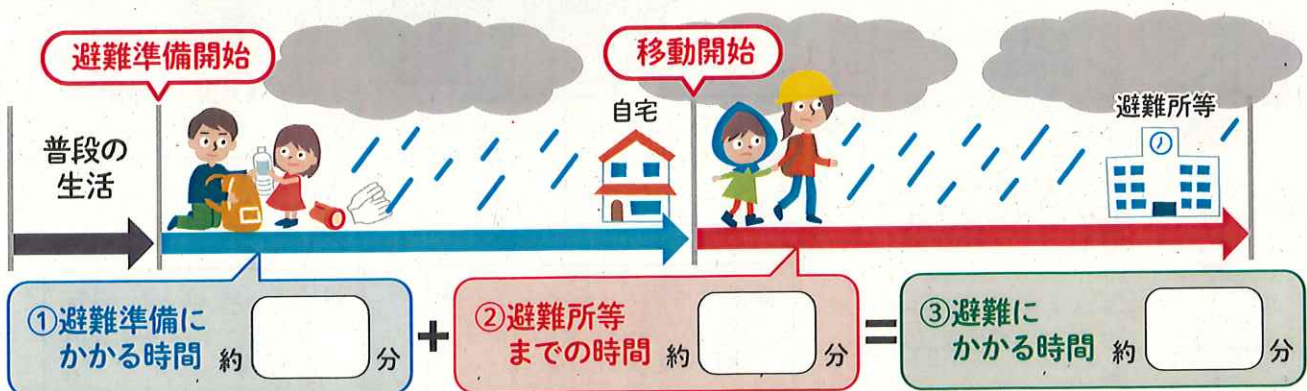 避難準備開始
移動開始
普段の
生活
自宅
避難所等
①避難準備に
かかる時間 約 分
+
②避難所等
までの時間 約 分
=
③避難に
かかる時間 約 分